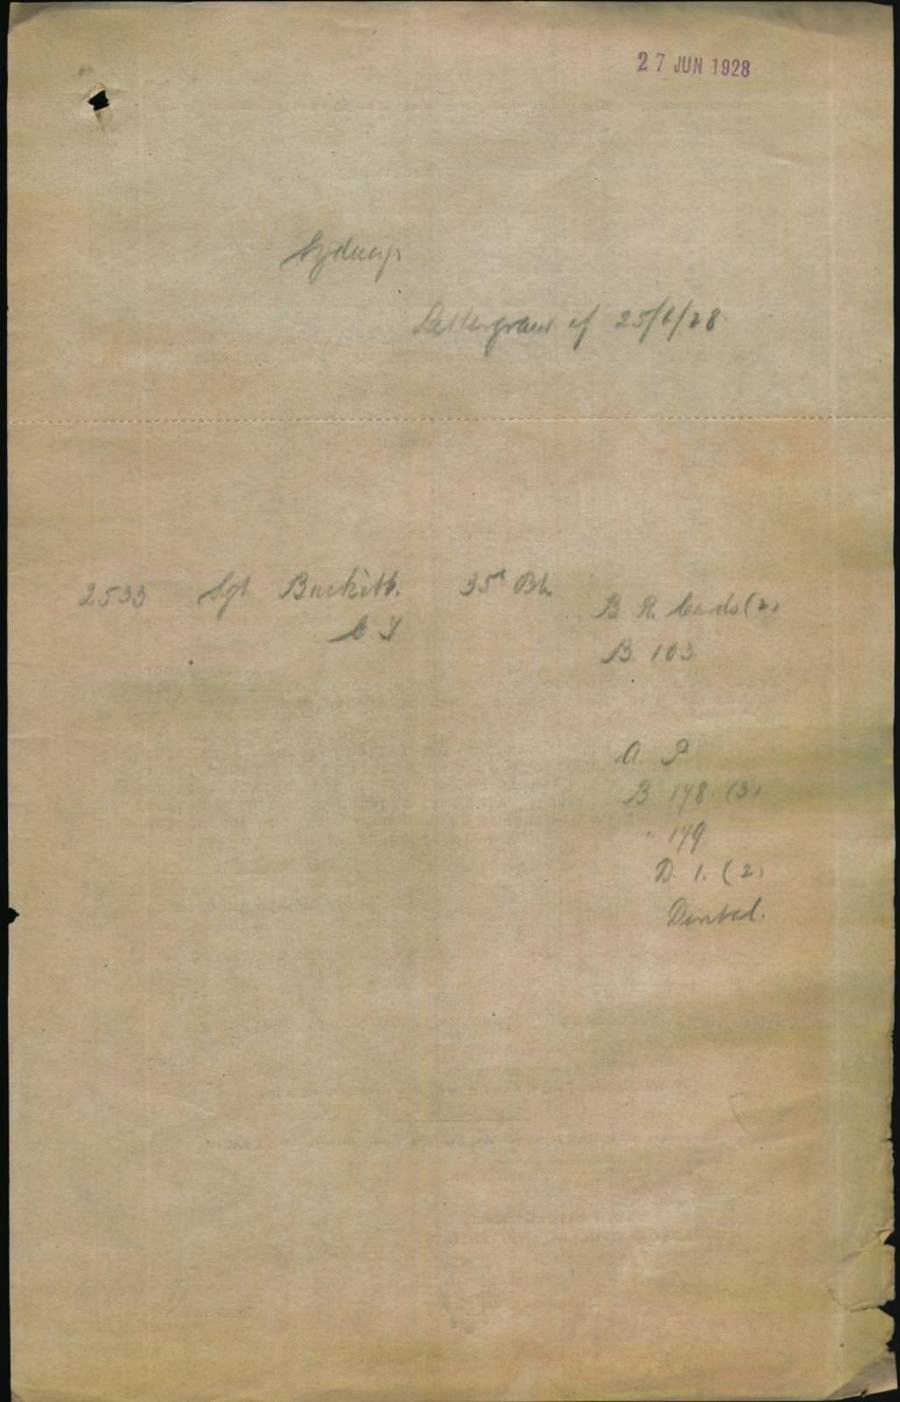 27 JUN 1928
Sydney.
Lettergram of 25/6/28
2533 Sgt Burkitt. 35th Bn.
B R Cards (2)
B. 103
A. P
B 178 (3)
" 179
D 1. (2)
Dental.